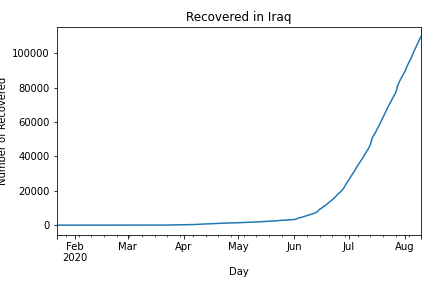 Recovered in Iraq
Number of Recovered
100000
80000
60000
40000
20000
0
Feb Mar Apr May Jun Jul Aug
2020
Day